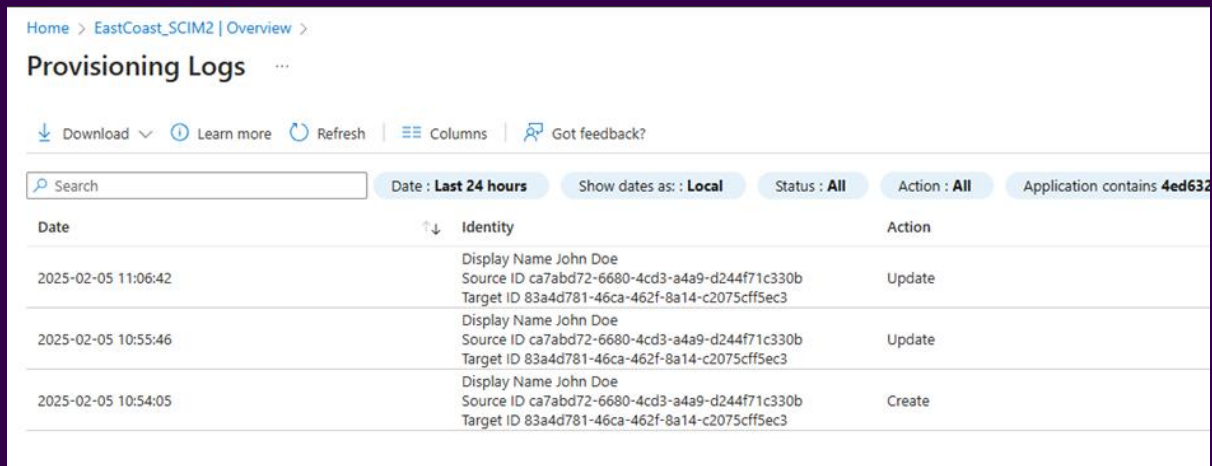 Home > EastCoast_SCIM2 | Overview >
Provisioning Logs ...
Download Learn more Refresh Columns Got feedback?
Search Date : Last 24 hours Show dates as: : Local Status : All Action : All Application contains 4ed632
Date Identity Action
Display Name John Doe
2025-02-05 11:06:42 Source ID ca7abd72-6680-4cd3-a4a9-d244f71c330b Update
Target ID 83a4d781-46ca-462f-8a14-c2075cff5ec3
Display Name John Doe
2025-02-05 10:55:46 Source ID ca7abd72-6680-4cd3-a4a9-d244f71c330b Update
Target ID 83a4d781-46ca-462f-8a14-c2075cff5ec3
Display Name John Doe
2025-02-05 10:54:05 Source ID ca7abd72-6680-4cd3-a4a9-d244f71c330b Create
Target ID 83a4d781-46ca-462f-8a14-c2075cff5ec3